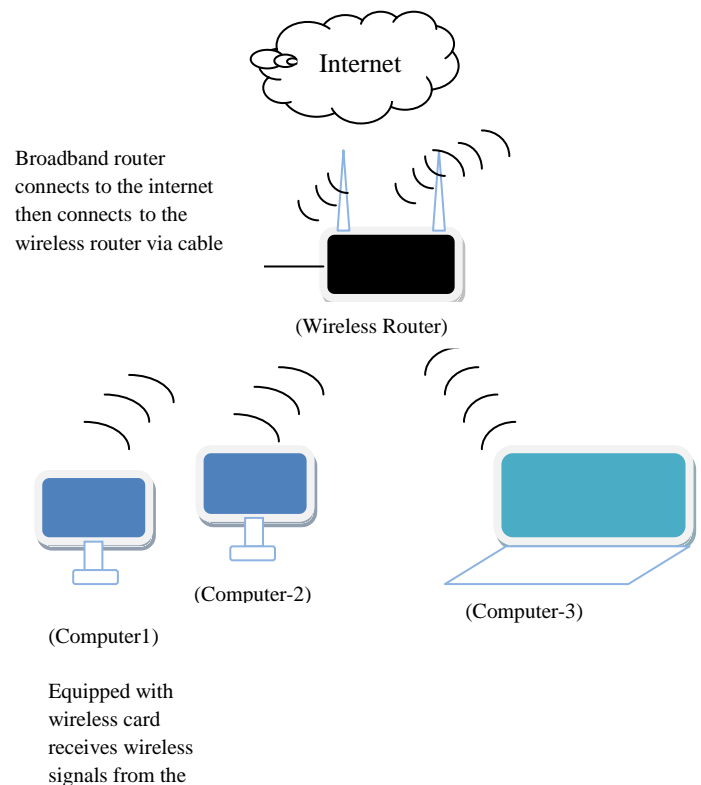 Internet
Broadband router
connects to the internet
then connects to the
wireless router via cable
(Wireless Router)
(Computer-2)
(Computer-3)
(Computer1)
Equipped with
wireless card
receives wireless
signals from the